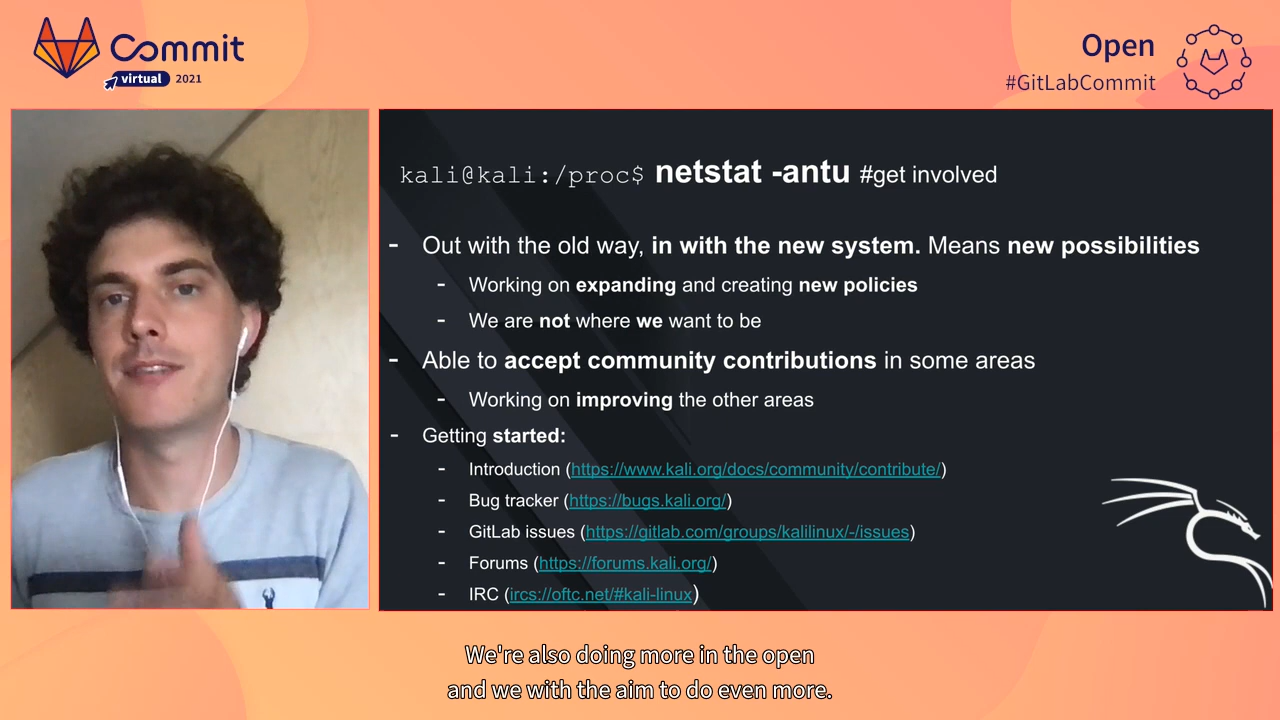 Commit
virtual 2021
Open
#GitLabCommit
kali@kali:/proc$ netstat -antu #get involved
- Out with the old way, in with the new system. Means new possibilities
- Working on expanding and creating new policies
- We are not where we want to be
- Able to accept community contributions in some areas
- Working on improving the other areas
- Getting started:
- Introduction (https://www.kali.org/docs/community/contribute/)
- Bug tracker (https://bugs.kali.org/)
- GitLab issues (https://gitlab.com/groups/kalilinux/-/issues)
- Forums (https://forums.kali.org/)
- IRC (ircs://oftc.net/#kali-linux)
We're also doing more in the open
and we with the aim to do even more.